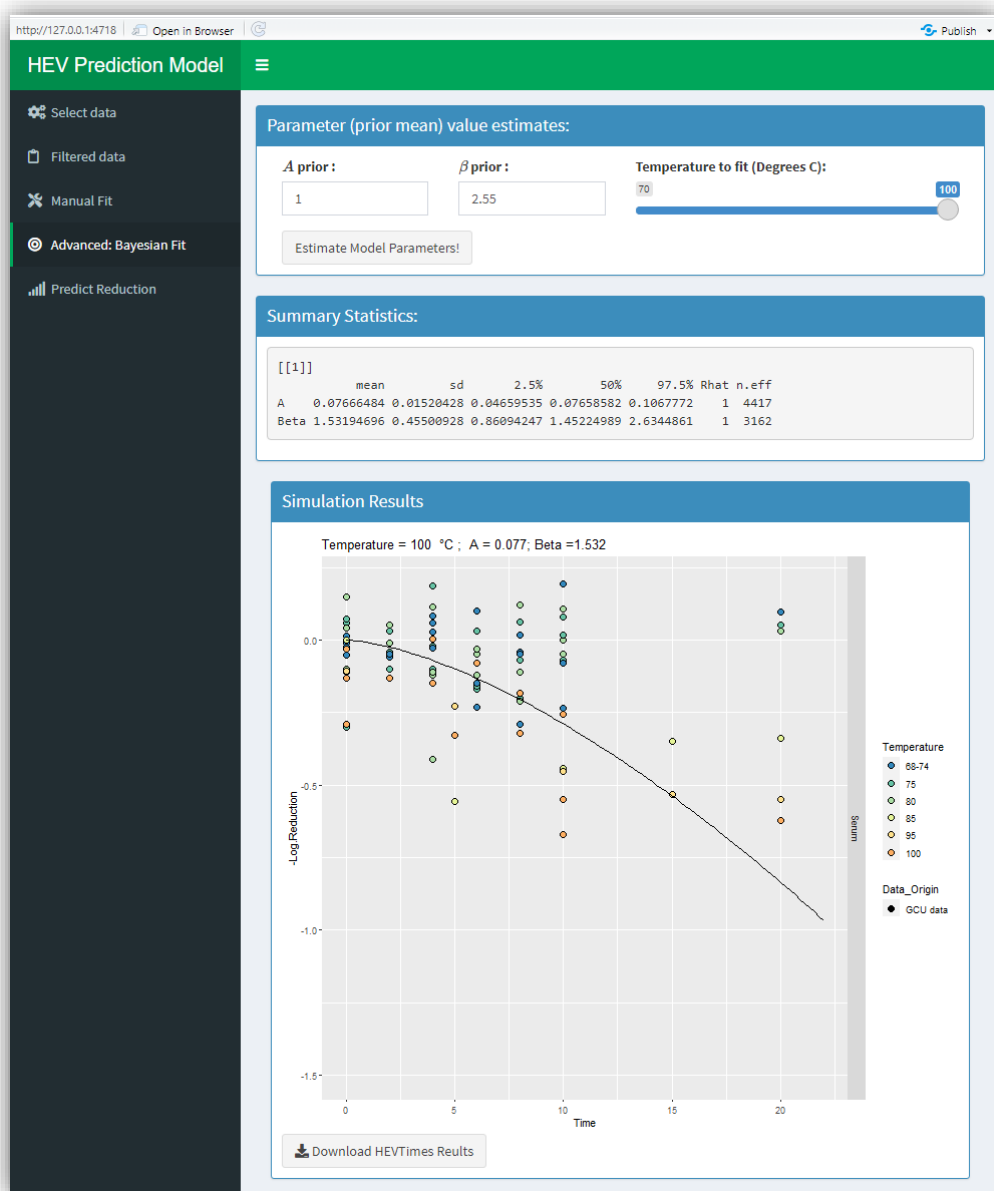 http://127.0.0.1:4718 Open in Browser Publish
HEV Prediction Model
Select data
Filtered data
Manual Fit
Advanced: Bayesian Fit
Predict Reduction
Parameter (prior mean) value estimates:
A prior : β prior : Temperature to fit (Degrees C):
70 100
1 2.55
Estimate Model Parameters!
Summary Statistics:
[[1]]
mean sd 2.5% 50% 97.5% Rhat n.eff
A 0.07666484 0.01520428 0.04659535 0.07658582 0.1067772 1 4417
Beta 1.53194696 0.45500928 0.86094247 1.45224989 2.6344861 1 3162
Simulation Results
Temperature = 100 °C ; A = 0.077; Beta =1.532
0.0
-0.5
-1.0
-1.5
-Log.Reduction
0 5 10 15 20
Time
Serum
Temperature
68-74
75
80
85
95
100
Data_Origin
GCU data
Download HEVTimes Reults